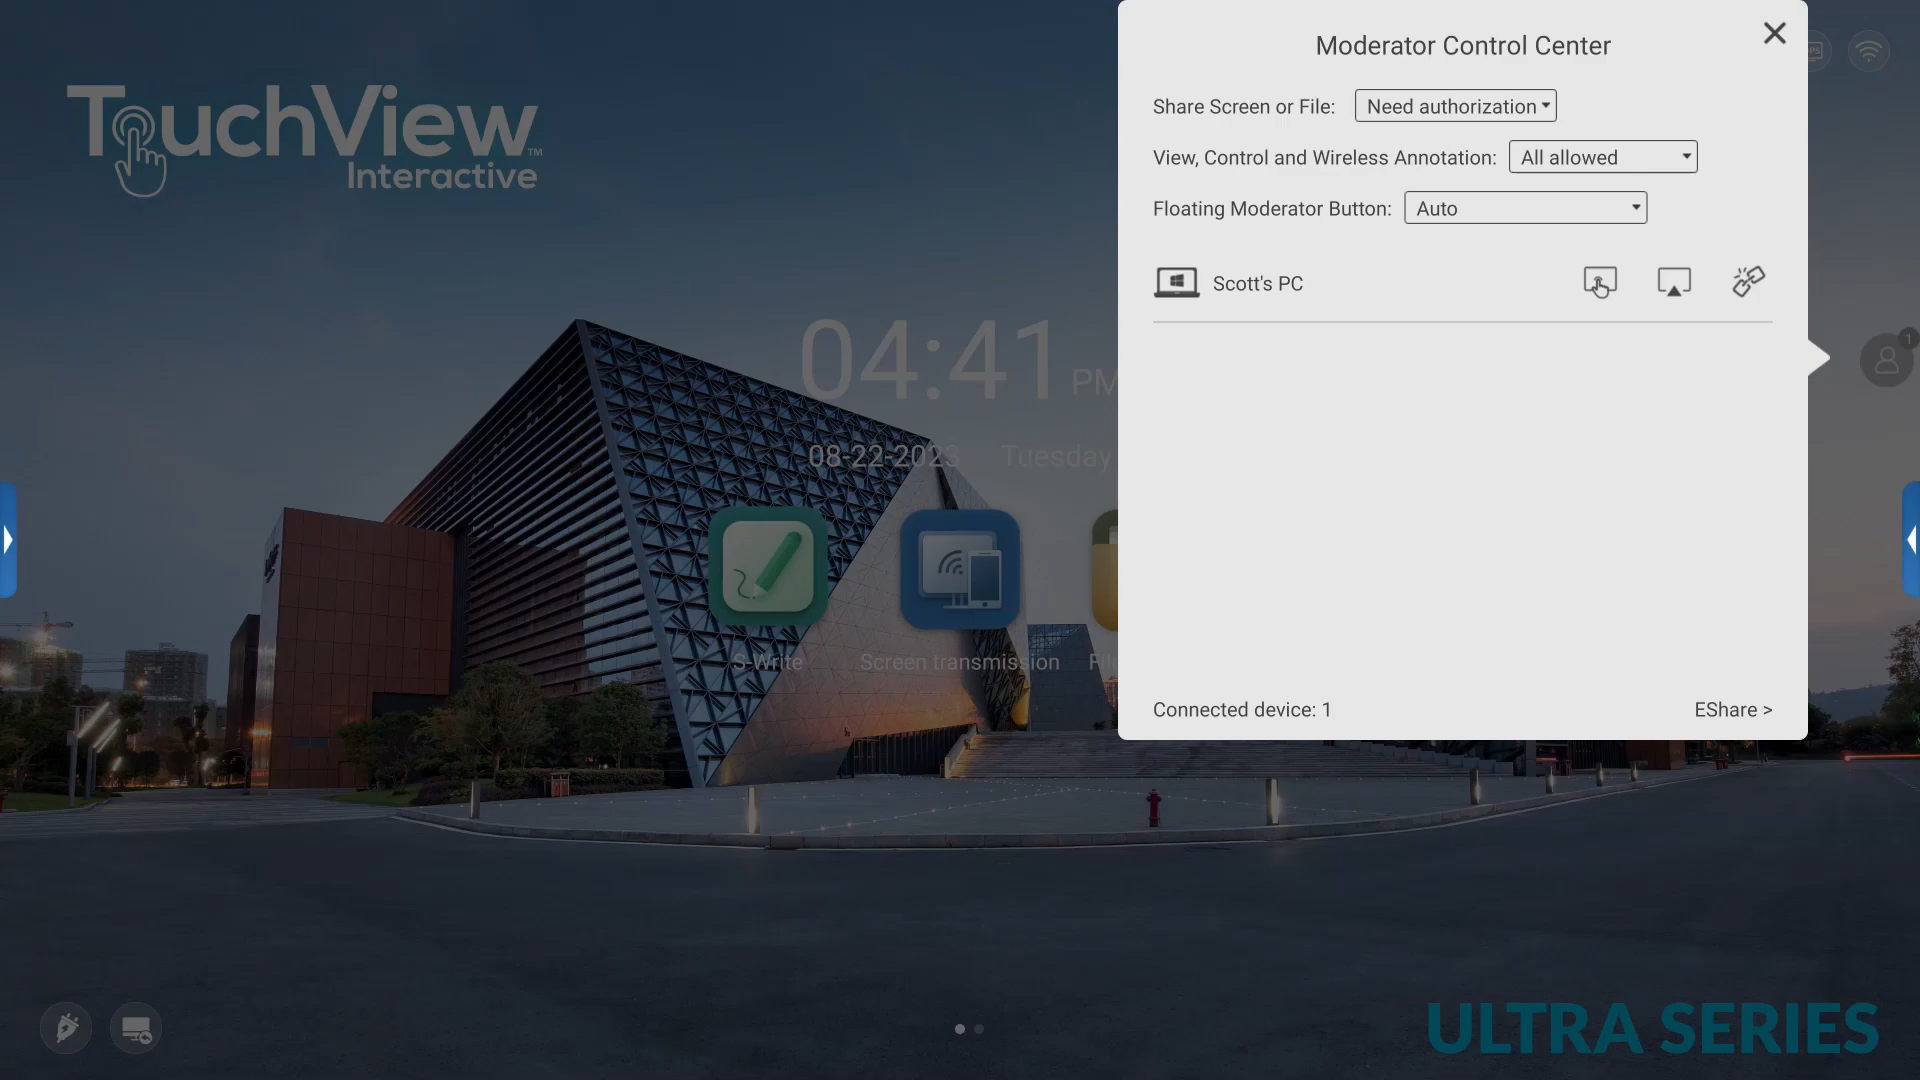 Moderator Control Center
Share Screen or File: Need authorization
View, Control and Wireless Annotation: All allowed
Floating Moderator Button: Auto
Scott's PC
Connected device: 1
EShare >
TouchView™
Interactive
04:41 PM
08-22-2023 Tuesday
S-Write
Screen transmission
1
ULTRA SERIES